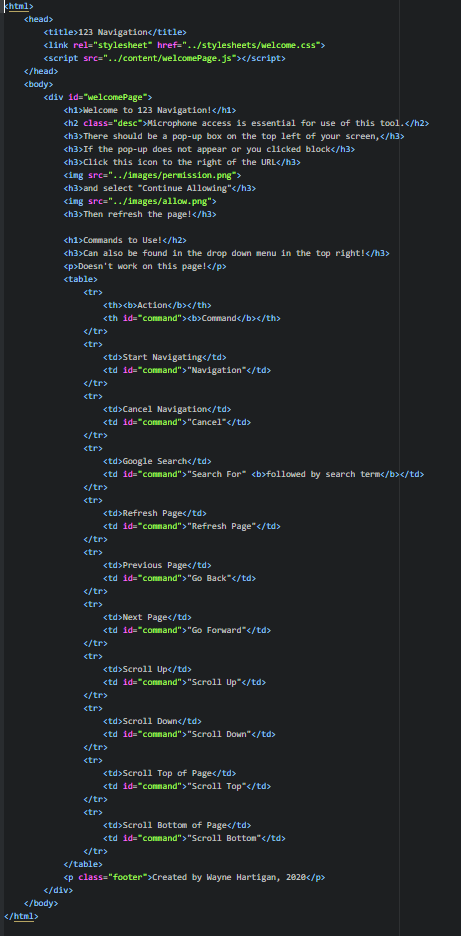 <html>
    <head>
        <title>123 Navigation</title>
        <link rel="stylesheet" href="../stylesheets/welcome.css">
        <script src="../content/welcomePage.js"></script>
    </head>
    <body>
        <div id="welcomePage">
            <h1>Welcome to 123 Navigation!</h1>
            <h2 class="desc">Microphone access is essential for use of this tool.</h2>
            <h3>There should be a pop-up box on the top left of your screen,</h3>
            <h3>If the pop-up does not appear or you clicked block</h3>
            <h3>Click this icon to the right of the URL</h3>
            <img src="../images/permission.png">
            <h3>and select "Continue Allowing"</h3>
            <img src="../images/allow.png">
            <h3>Then refresh the page!</h3>

            <h1>Commands to Use!</h2>
            <h3>Can also be found in the drop down menu in the top right!</h3>
            <p>Doesn't work on this page!</p>
            <table>
                <tr>
                    <th><b>Action</b></th>
                    <th id="command"><b>Command</b></th>
                </tr>
                <tr>
                    <td>Start Navigating</td>
                    <td id="command">"Navigation"</td>
                </tr>
                <tr>
                    <td>Cancel Navigation</td>
                    <td id="command">"Cancel"</td>
                </tr>
                <tr>
                    <td>Google Search</td>
                    <td id="command">"Search For" <b>followed by search term</b></td>
                </tr>
                <tr>
                    <td>Refresh Page</td>
                    <td id="command">"Refresh Page"</td>
                </tr>
                <tr>
                    <td>Previous Page</td>
                    <td id="command">"Go Back"</td>
                </tr>
                <tr>
                    <td>Next Page</td>
                    <td id="command">"Go Forward"</td>
                </tr>
                <tr>
                    <td>Scroll Up</td>
                    <td id="command">"Scroll Up"</td>
                </tr>
                <tr>
                    <td>Scroll Down</td>
                    <td id="command">"Scroll Down"</td>
                </tr>
                <tr>
                    <td>Scroll Top of Page</td>
                    <td id="command">"Scroll Top"</td>
                </tr>
                <tr>
                    <td>Scroll Bottom of Page</td>
                    <td id="command">"Scroll Bottom"</td>
                </tr>
            </table>
            <p class="footer">Created by Wayne Hartigan, 2020</p>
        </div>
    </body>
</html>